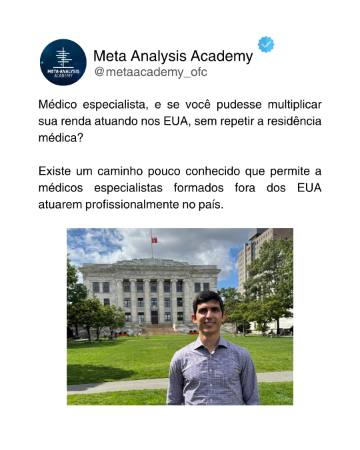 META-ANALYSIS
ACADEMY
Meta Analysis Academy
@metaacademy_ofc
Médico especialista, e se você pudesse multiplicar
sua renda atuando nos EUA, sem repetir a residência
médica?
Existe um caminho pouco conhecido que permite a
médicos especialistas formados fora dos EUA
atuarem profissionalmente no país.